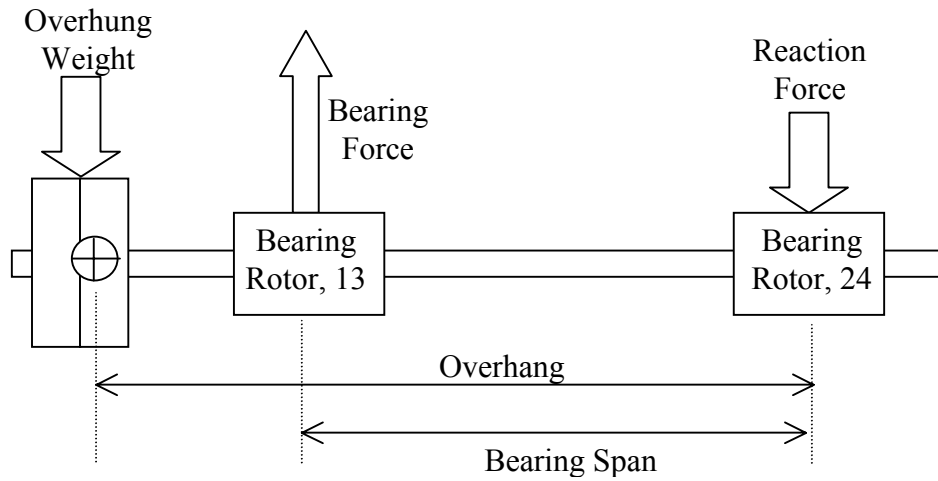 Overhung
Weight
Bearing
Force
Reaction
Force
Bearing
Rotor, 13
Bearing
Rotor, 24
Overhang
Bearing Span